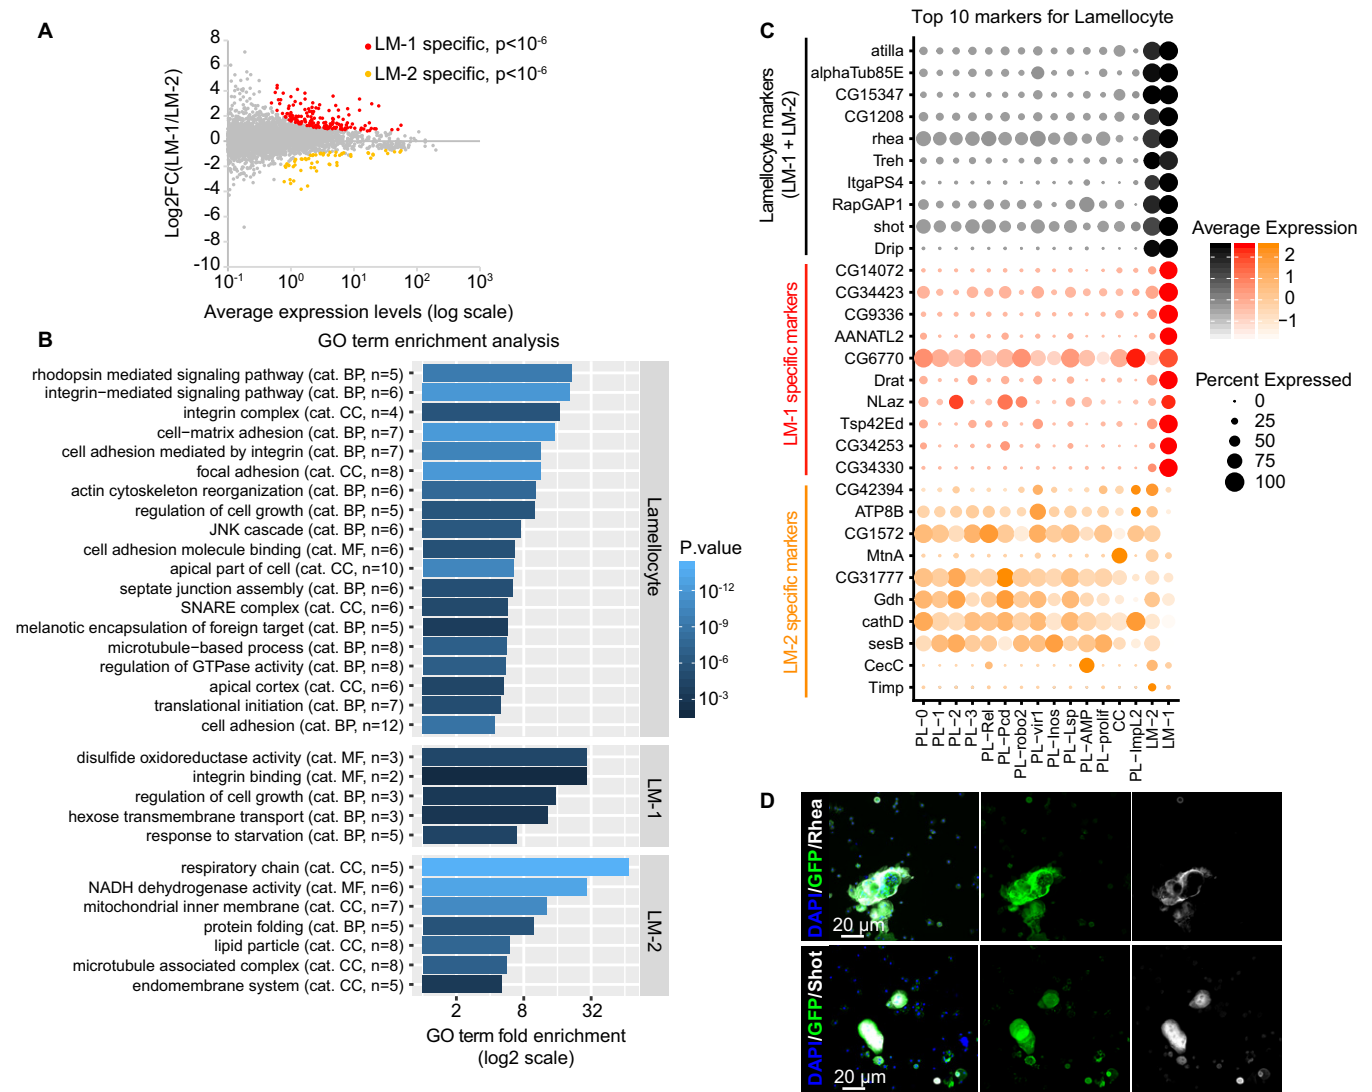 A
8
6
4
2
0
-2
-4
-6
-8
-10
Log2FC(LM-1/LM-2)
LM-1 specific, p<10-6
LM-2 specific, p<10-6
10-1
100
101
102
103
Average expression levels (log scale)
B
GO term enrichment analysis
rhodopsin mediated signaling pathway (cat. BP, n=5)
integrin−mediated signaling pathway (cat. BP, n=6)
integrin complex (cat. CC, n=4)
cell−matrix adhesion (cat. BP, n=7)
cell adhesion mediated by integrin (cat. BP, n=7)
focal adhesion (cat. CC, n=8)
actin cytoskeleton reorganization (cat. BP, n=6)
regulation of cell growth (cat. BP, n=5)
JNK cascade (cat. BP, n=6)
cell adhesion molecule binding (cat. MF, n=6)
apical part of cell (cat. CC, n=10)
septate junction assembly (cat. BP, n=6)
SNARE complex (cat. CC, n=6)
melanotic encapsulation of foreign target (cat. BP, n=5)
microtubule−based process (cat. BP, n=8)
regulation of GTPase activity (cat. BP, n=8)
apical cortex (cat. CC, n=6)
translational initiation (cat. BP, n=7)
cell adhesion (cat. BP, n=12)
Lamellocyte
disulfide oxidoreductase activity (cat. MF, n=3)
integrin binding (cat. MF, n=2)
regulation of cell growth (cat. BP, n=3)
hexose transmembrane transport (cat. BP, n=3)
response to starvation (cat. BP, n=5)
LM-1
respiratory chain (cat. CC, n=5)
NADH dehydrogenase activity (cat. MF, n=6)
mitochondrial inner membrane (cat. CC, n=7)
protein folding (cat. BP, n=5)
lipid particle (cat. CC, n=8)
microtubule associated complex (cat. CC, n=8)
endomembrane system (cat. CC, n=5)
LM-2
2
8
32
GO term fold enrichment
(log2 scale)
P.value
10-12
10-9
10-6
10-3
C
Top 10 markers for Lamellocyte
Lamellocyte markers
(LM-1 + LM-2)
atilla
alphaTub85E
CG15347
CG1208
rhea
Treh
ItgaPS4
RapGAP1
shot
Drip
LM-1 specific markers
CG14072
CG34423
CG9336
AANATL2
CG6770
Drat
NLaz
Tsp42Ed
CG34253
CG34330
LM-2 specific markers
CG42394
ATP8B
CG1572
MtnA
CG31777
Gdh
cathD
sesB
CecC
Timp
PL-0
PL-1
PL-2
PL-3
PL-Rel
PL-Pcd
PL-robo2
PL-vir1
PL-Inos
PL-Lsp
PL-AMP
PL-prolif
CC
PL-ImpL2
LM-2
LM-1
Average Expression
2
1
0
−1
Percent Expressed
0
25
50
75
100
D
DAPI/GFP/Rhea
20 µm
DAPI/GFP/Shot
20 µm